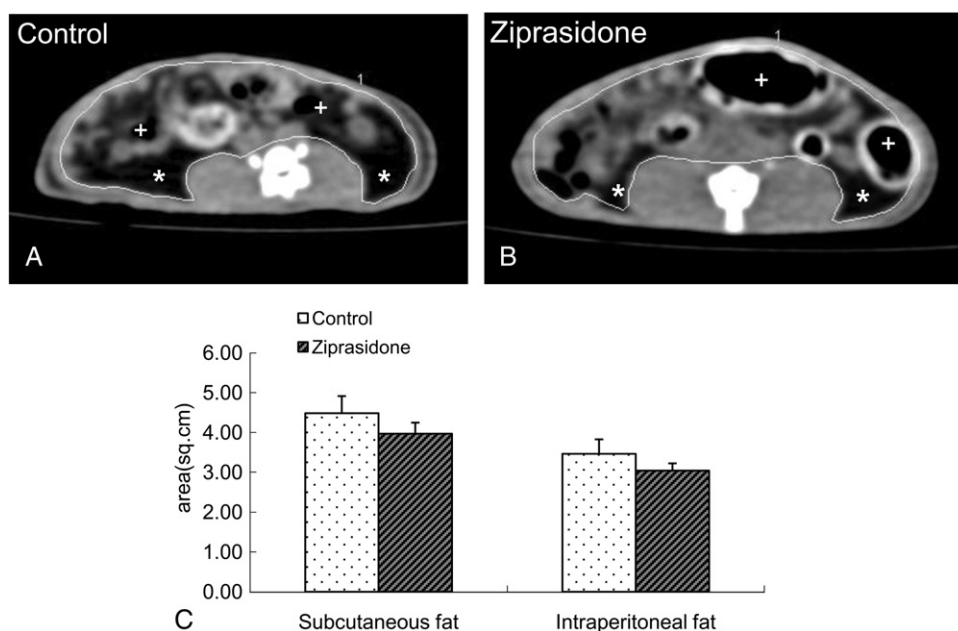 Control
Ziprasidone
1
1
+
+
*
*
A
+
+
*
*
B
Control
Ziprasidone
6.00
5.00
4.00
3.00
2.00
1.00
0.00
area(sq.cm)
Subcutaneous fat
Intraperitoneal fat
C